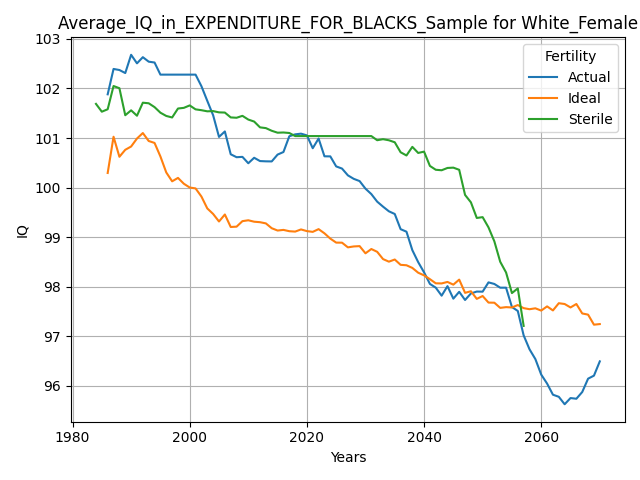 Average_IQ_in_EXPENDITURE_FOR_BLACKS_Sample for White_Female
103
102
101
100
99
98
97
96
IQ
Fertility
Actual
Ideal
Sterile
1980
2000
2020
2040
2060
Years